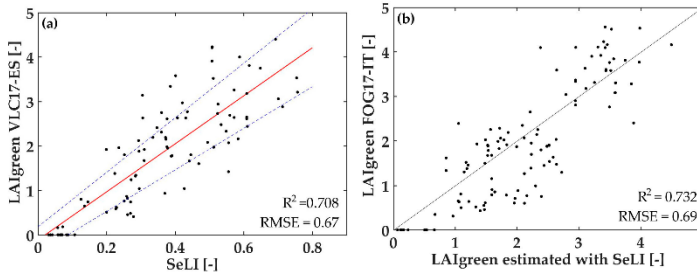 (a)
LAIgreen VLC17-ES [-]
5
4
3
2
1
0
R²=0.708
RMSE = 0.67
0
0.2
0.4
0.6
0.8
SeLI [-]
(b)
LAIgreen FOG17-IT [-]
5
4
3
2
1
0
R²=0.732
RMSE = 0.69
0
1
2
3
4
LAIgreen estimated with SeLI [-]